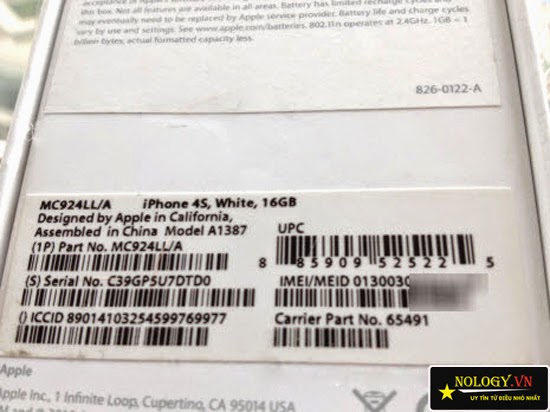 acceptance of Apple's
this box. Not all features are available in all areas. Battery has limited recharge cycles and
may eventually need to be replaced by Apple service provider. Battery life and charge cycles
vary by use and settings. See www.apple.com/batteries. 802.11n operates at 2.4GHz. 1GB = 1
billion bytes; actual formatted capacity less.
826-0122-A
MC924LL/A iPhone 4S, White, 16GB
Designed by Apple in California,
Assembled in China Model A1387
UPC
(1P) Part No. MC924LL/A
8 85909 52522 5
(S) Serial No. C39GP5U7DTD0
IMEI/MEID 0130030
() ICCID 89014103254599769977
Carrier Part No. 65491
Apple
Apple Inc., 1 Infinite Loop, Cupertino, CA 95014 USA
NOLOGY.VN
UY TÍN TỪ ĐIỀU NHỎ NHẤT